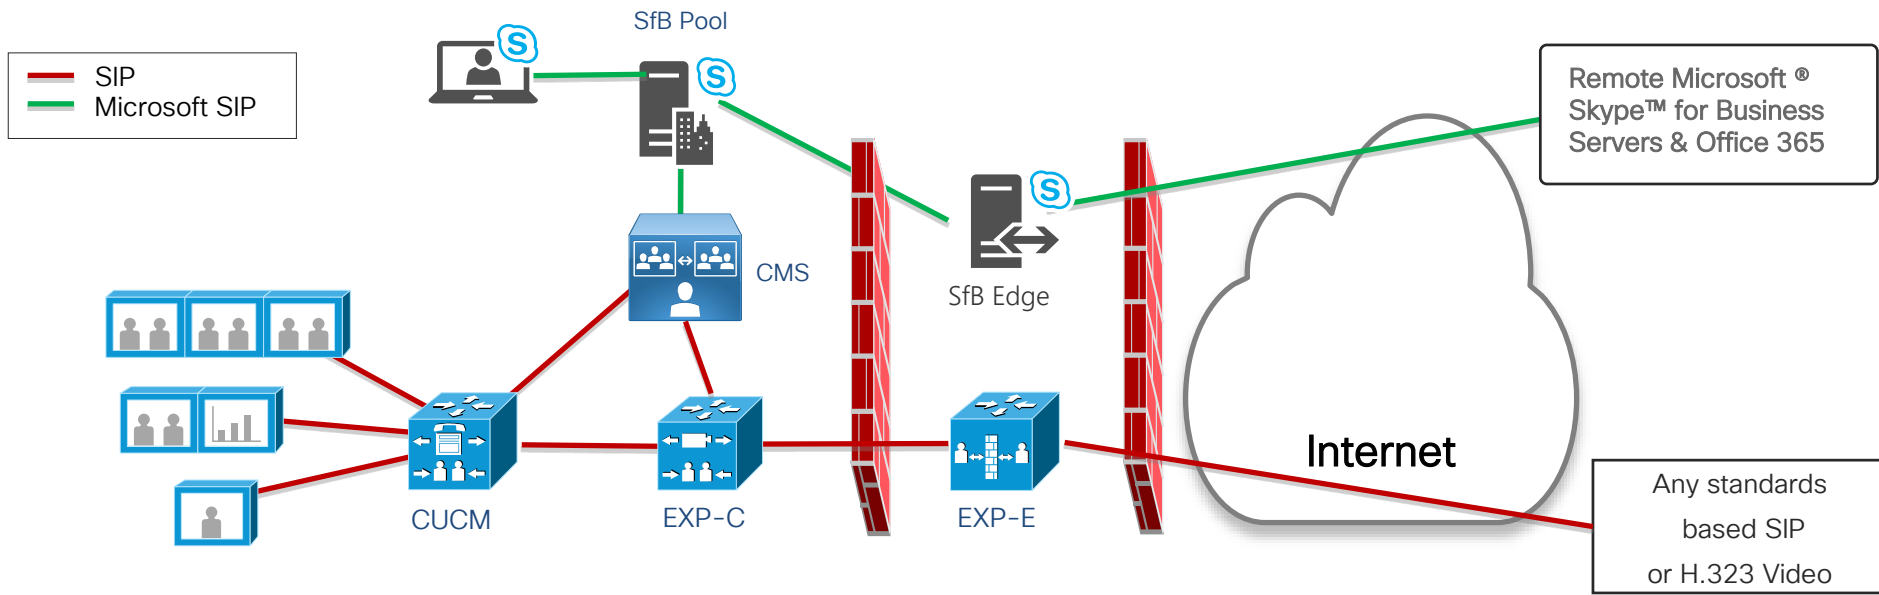 SfB Pool
SIP
Microsoft SIP
S
S
Remote Microsoft ®
Skype™ for Business
Servers & Office 365
S
CMS
SfB Edge
Internet
CUCM
EXP-C
EXP-E
Any standards
based SIP
or H.323 Video